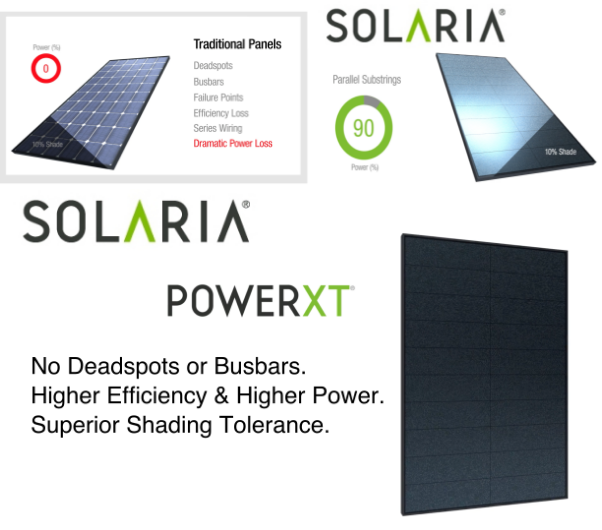 Power (%)
0
10% Shade
Traditional Panels
Deadspots
Busbars
Failure Points
Efficiency Loss
Series Wiring
Dramatic Power Loss
SOLARIA®
Parallel Substrings
90
Power (%)
10% Shade
SOLARIA®
POWERXT®
No Deadspots or Busbars.
Higher Efficiency & Higher Power.
Superior Shading Tolerance.